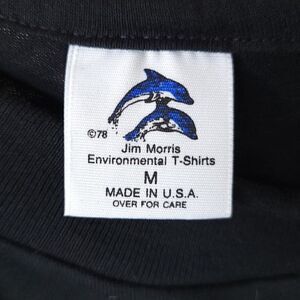 ©78
Jim Morris
Environmental T-Shirts
M
MADE IN U.S.A.
OVER FOR CARE